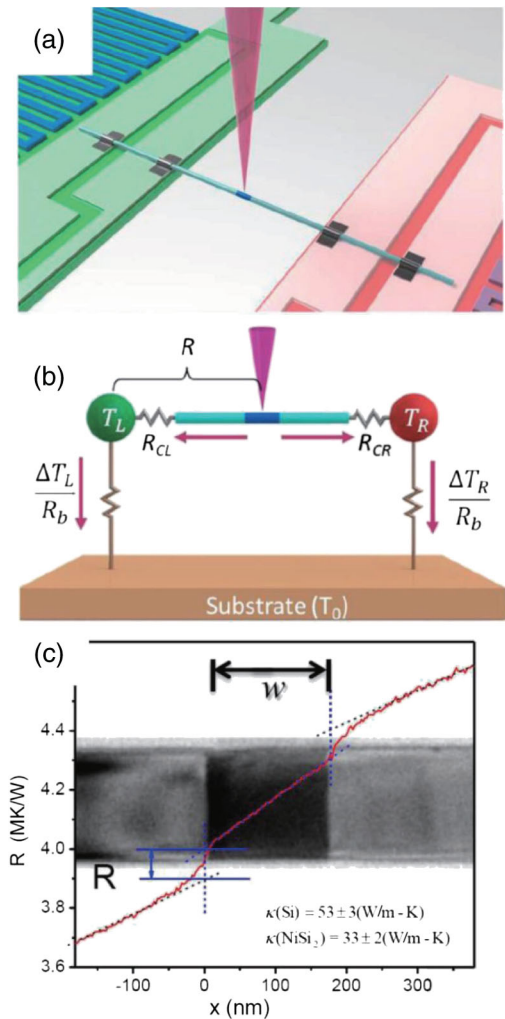 (a)
(b)
R
T_L
R_CL
R_CR
T_R
ΔT_L
R_b
ΔT_R
R_b
Substrate (T_0)
(c)
w
4.4
4.2
4.0
3.8
3.6
R (MK/W)
R
κ(Si) = 53 ± 3(W/m - K)
κ(NiSi_2) = 33 ± 2(W/m - K)
-100
0
100
200
300
x (nm)